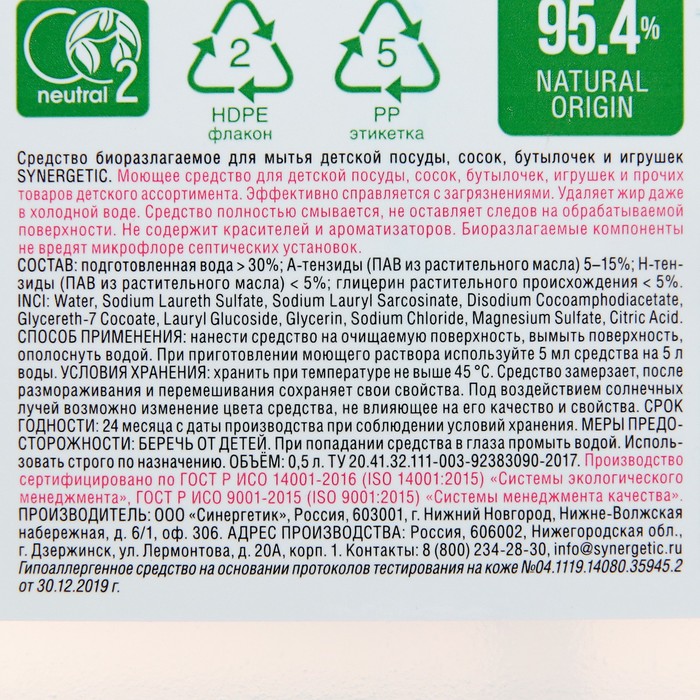 CO2
neutral
2
HDPE
флакон
5
PP
этикетка
95.4%
NATURAL
ORIGIN
Средство биоразлагаемое для мытья детской посуды, сосок, бутылочек и игрушек
SYNERGETIC. Моющее средство для детской посуды, сосок, бутылочек, игрушек и прочих
товаров детского ассортимента. Эффективно справляется с загрязнениями. Удаляет жир даже
в холодной воде. Средство полностью смывается, не оставляет следов на обрабатываемой
поверхности. Не содержит красителей и ароматизаторов. Биоразлагаемые компоненты
не вредят микрофлоре септических установок.
СОСТАВ: подготовленная вода > 30%; А-тензиды (ПАВ из растительного масла) 5–15%; Н-тен-
зиды (ПАВ из растительного масла) < 5%; глицерин растительного происхождения < 5%.
INCI: Water, Sodium Laureth Sulfate, Sodium Lauryl Sarcosinate, Disodium Cocoamphodiacetate,
Glycereth-7 Cocoate, Lauryl Glucoside, Glycerin, Sodium Chloride, Magnesium Sulfate, Citric Acid.
СПОСОБ ПРИМЕНЕНИЯ: нанести средство на очищаемую поверхность, вымыть поверхность,
ополоснуть водой. При приготовлении моющего раствора используйте 5 мл средства на 5 л
воды. УСЛОВИЯ ХРАНЕНИЯ: хранить при температуре не выше 45 °С. Средство замерзает, после
размораживания и перемешивания сохраняет свои свойства. Под воздействием солнечных
лучей возможно изменение цвета средства, не влияющее на его качество и свойства. СРОК
ГОДНОСТИ: 24 месяца с даты производства при соблюдении условий хранения. МЕРЫ ПРЕДО-
СТОРОЖНОСТИ: БЕРЕЧЬ ОТ ДЕТЕЙ. При попадании средства в глаза промыть водой. Исполь-
зовать строго по назначению. ОБЪЁМ: 0,5 л. ТУ 20.41.32.111-003-92383090-2017. Производство
сертифицировано по ГОСТ Р ИСО 14001-2016 (ISO 14001:2015) «Системы экологического
менеджмента», ГОСТ Р ИСО 9001-2015 (ISO 9001:2015) «Системы менеджмента качества».
ПРОИЗВОДИТЕЛЬ: ООО «Синергетик», Россия, 603001, г. Нижний Новгород, Нижне-Волжская
набережная, д. 6/1, оф. 306. АДРЕС ПРОИЗВОДСТВА: Россия, 606002, Нижегородская обл.,
г. Дзержинск, ул. Лермонтова, д. 20А, корп. 1. Контакты: 8 (800) 234-28-30, info@synergetic.ru
Гипоаллергенное средство на основании протоколов тестирования на коже №04.1119.14080.35945.2
от 30.12.2019 г.